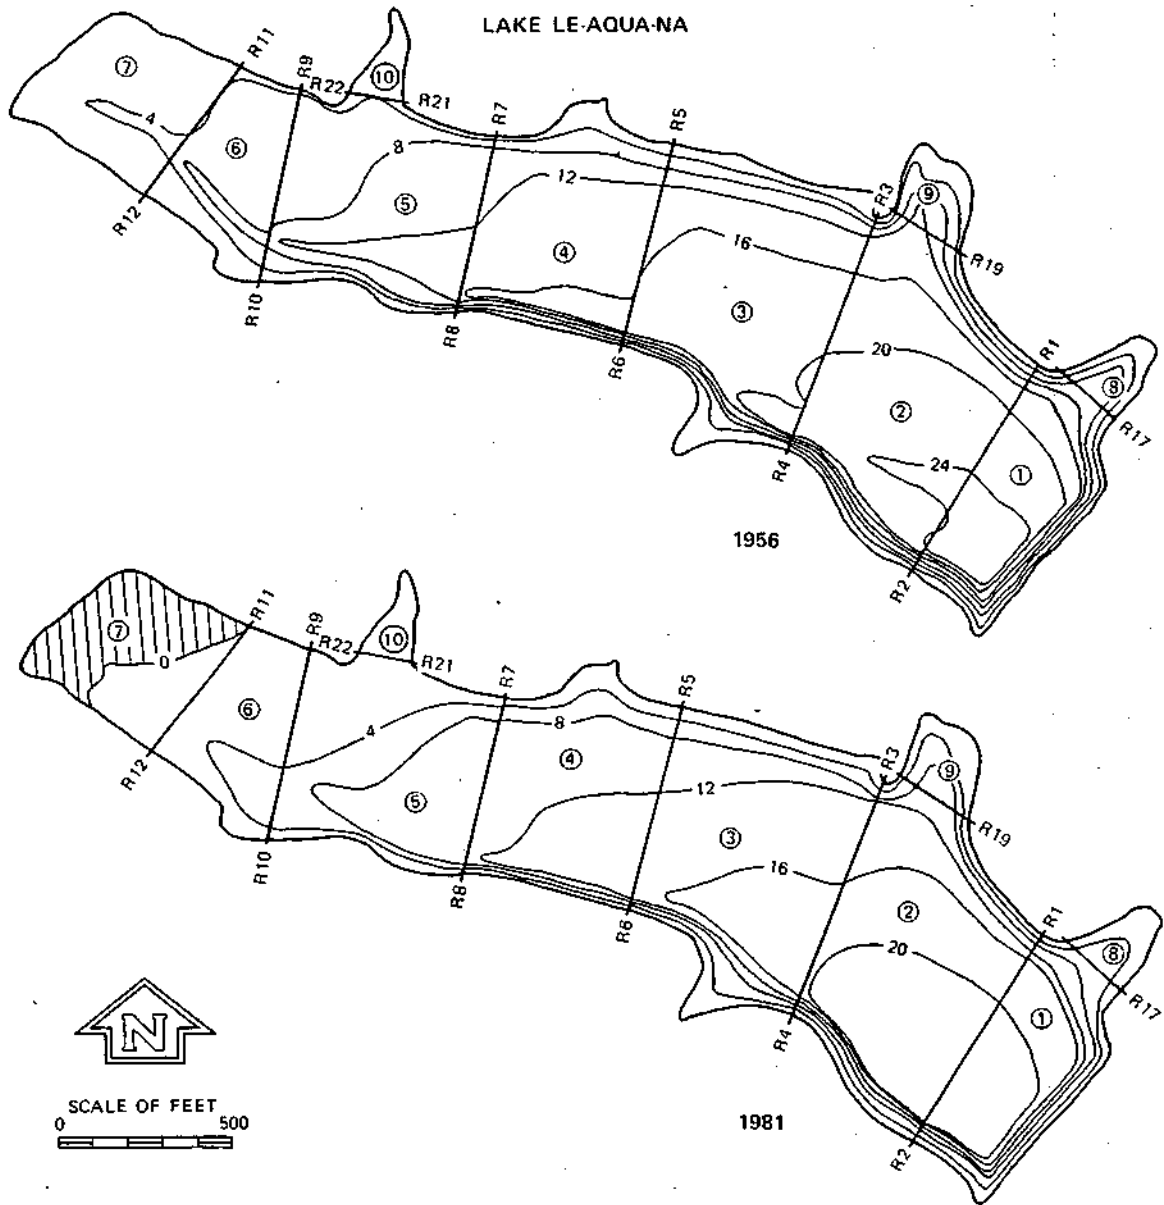 LAKE LE-AQUA-NA
R11
R9
7
R22
10
R21
4
R7
R5
6
8
12
9
R3
5
R12
4
16
R19
R10
R8
3
20
R1
R6
8
2
R17
R4
24
1
1956
R2
R11
R9
7
R22
10
R21
0
R7
R5
6
4
8
4
R3
9
R12
12
5
3
R19
R10
16
R8
2
R1
R6
20
8
R17
1
R4
N
SCALE OF FEET
0 500
1981
R2